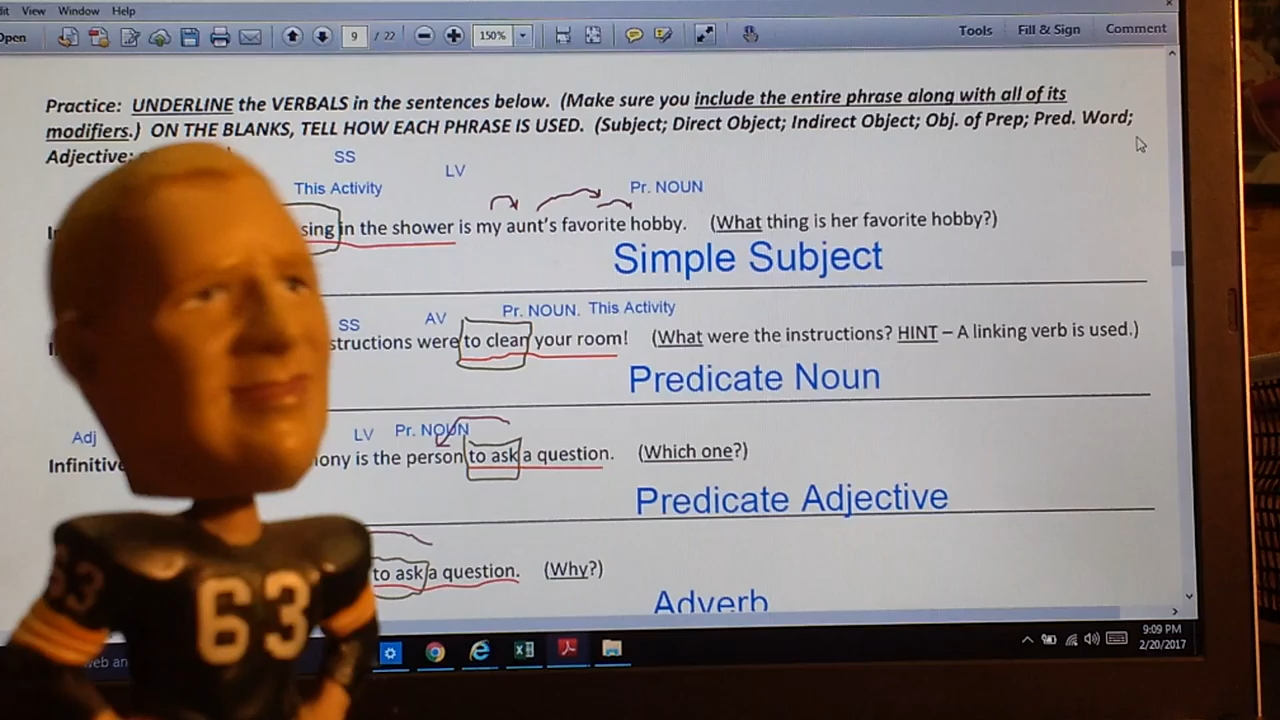 Window Help
Open 9 / 22 150% Tools Fill & Sign Comment
Practice: UNDERLINE the VERBALS in the sentences below. (Make sure you include the entire phrase along with all of its
modifiers.) ON THE BLANKS, TELL HOW EACH PHRASE IS USED. (Subject; Direct Object; Indirect Object; Obj. of Prep; Pred. Word;
Adjective;
SS
LV
This Activity
Pr. NOUN
sing in the shower is my aunt's favorite hobby. (What thing is her favorite hobby?)
Simple Subject
Pr. NOUN. This Activity
SS
AV
structions were to clean your room! (What were the instructions? HINT – A linking verb is used.)
Predicate Noun
Adj
LV
Pr. NOUN
Infinitive
ony is the person to ask a question. (Which one?)
Predicate Adjective
to ask a question. (Why?)
Adverb
63
63
web an
9:09 PM
2/20/2017